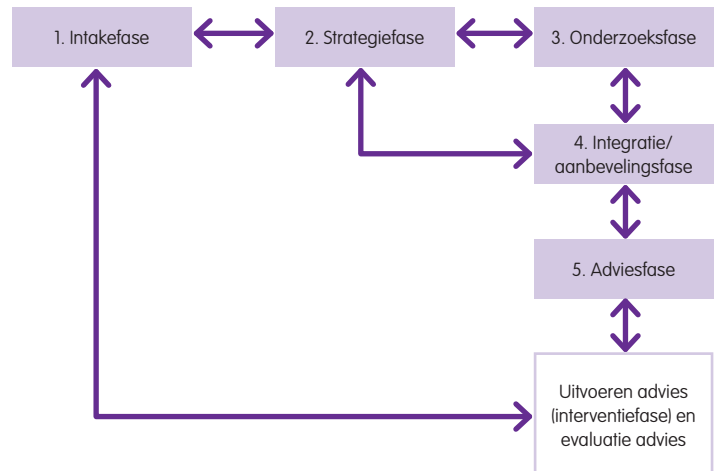 1. Intakefase
2. Strategiefase
3. Onderzoeksfase
4. Integratie/
aanbevelingsfase
5. Adviesfase
Uitvoeren advies
(interventiefase) en
evaluatie advies